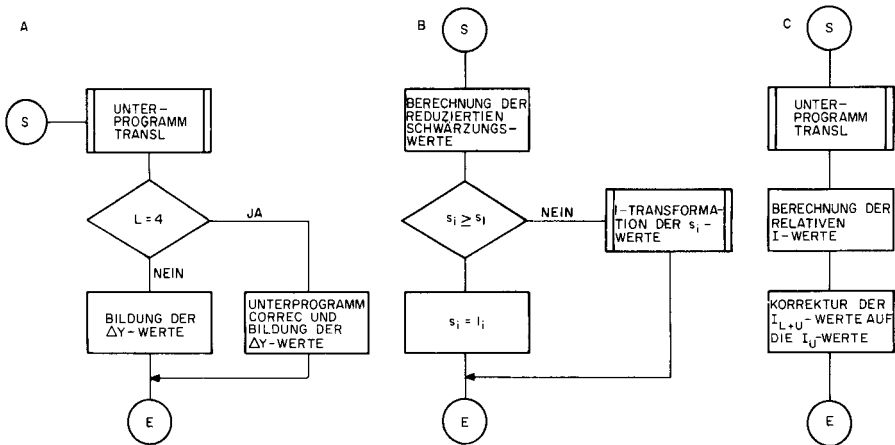 A
S
UNTER-
PROGRAMM
TRANSL
L = 4
JA
NEIN
BILDUNG DER
ΔY-WERTE
UNTERPROGRAMM
CORREC UND
BILDUNG DER
ΔY-WERTE
E
B
S
BERECHNUNG DER
REDUZIERTIEN
SCHWÄRZUNGS-
WERTE
s_i ≥ s_l
NEIN
I-TRANSFORMA-
TION DER s_i-
WERTE
s_i = I_i
E
C
S
UNTER-
PROGRAMM
TRANSL
BERECHNUNG DER
RELATIVEN
I-WERTE
KORREKTUR DER
I_L+U-WERTE AUF
DIE I_U-WERTE
E